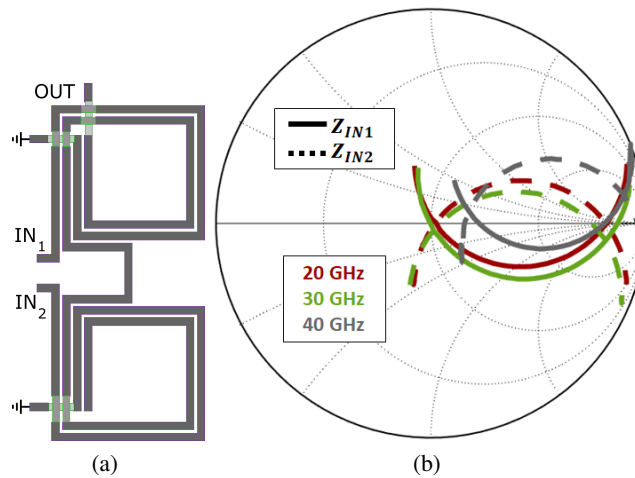 OUT
IN1
IN2
(a)
ZIN1
ZIN2
20 GHz
30 GHz
40 GHz
(b)